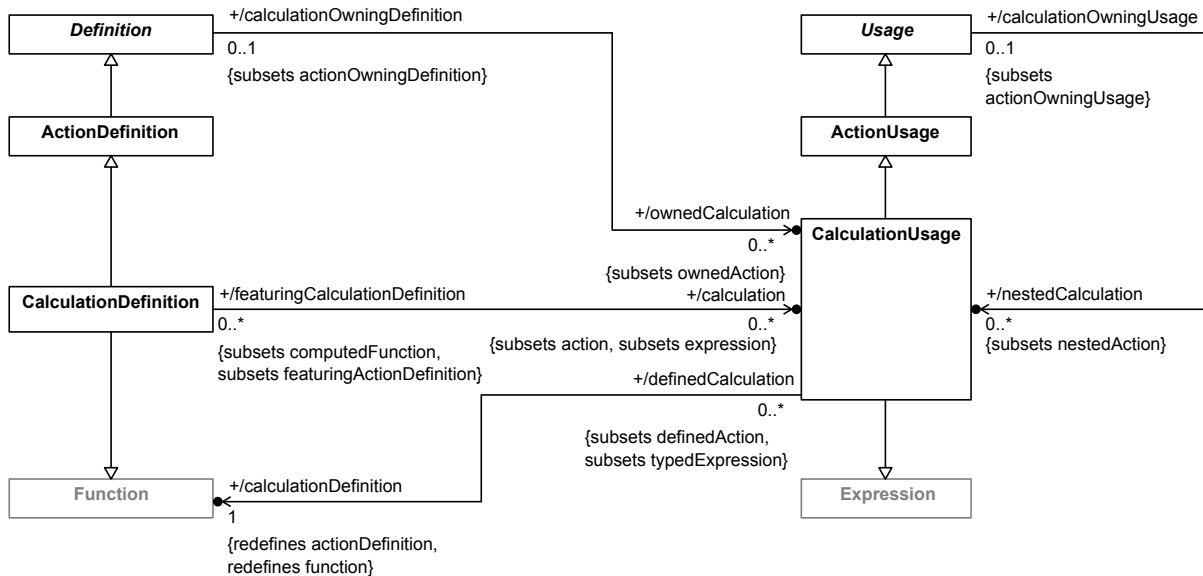 +/calculationOwningDefinition
+/calculationOwningUsage
Definition
Usage
0..1
0..1
{subsets actionOwningDefinition}
{subsets
actionOwningUsage}
ActionDefinition
ActionUsage
+/ownedCalculation
CalculationUsage
0..*
{subsets ownedAction}
CalculationDefinition
+/featuringCalculationDefinition
+/calculation
+/nestedCalculation
0..*
0..*
0..*
{subsets computedFunction,
subsets featuringActionDefinition}
{subsets action, subsets expression}
{subsets nestedAction}
+/definedCalculation
0..*
{subsets definedAction,
subsets typedExpression}
Function
+/calculationDefinition
Expression
1
{redefines actionDefinition,
redefines function}